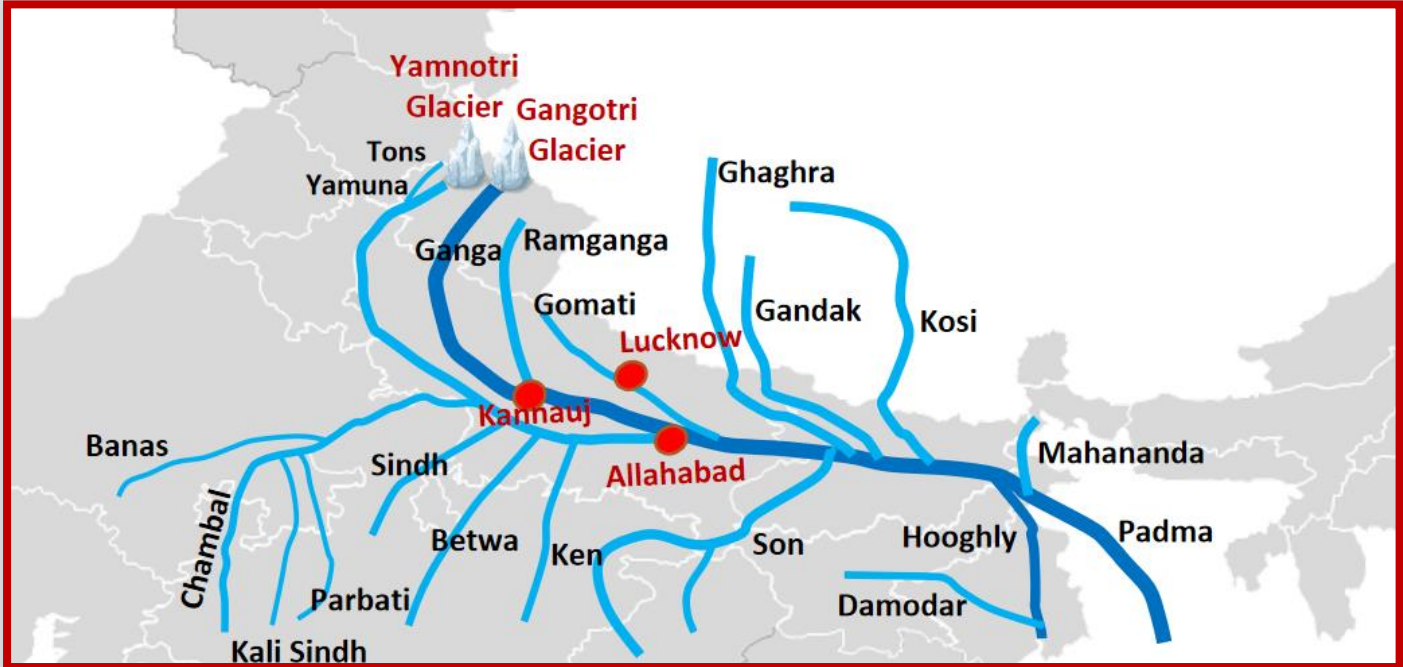 Yamnotri
Glacier
Gangotri
Glacier
Tons
Yamuna
Ghaghra
Ganga
Ramganga
Gomati
Gandak
Kosi
Lucknow
Kannauj
Banas
Sindh
Allahabad
Mahananda
Chambal
Betwa
Ken
Son
Hooghly
Padma
Parbati
Damodar
Kali Sindh